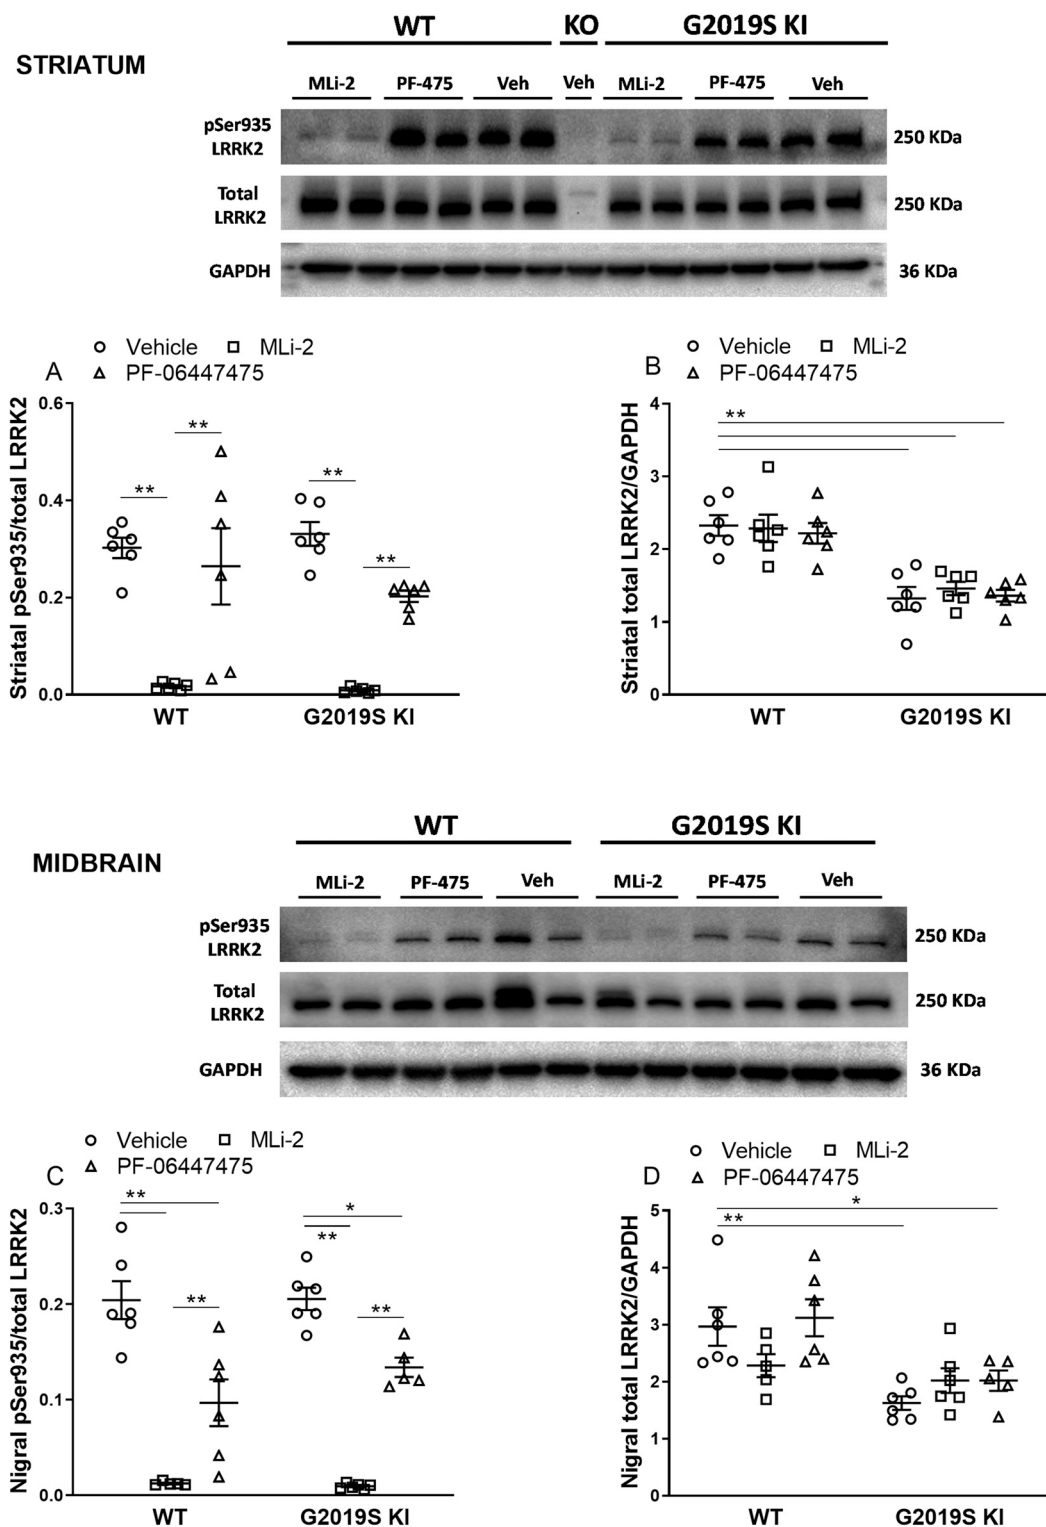 WT KO G2019S KI
STRIATUM
MLi-2 PF-475 Veh Veh MLi-2 PF-475 Veh
pSer935
LRRK2
250 KDa
Total
LRRK2
250 KDa
GAPDH
36 KDa
A
Vehicle MLi-2
PF-06447475
Striatal pSer935/total LRRK2
0.6
0.4
0.2
0.0
**
**
**
**
WT G2019S KI
B
Vehicle MLi-2
PF-06447475
Striatal total LRRK2/GAPDH
4
3
2
1
0
**
WT G2019S KI
WT G2019S KI
MIDBRAIN
MLi-2 PF-475 Veh MLi-2 PF-475 Veh
pSer935
LRRK2
250 KDa
Total
LRRK2
250 KDa
GAPDH
36 KDa
C
Vehicle MLi-2
PF-06447475
Nigral pSer935/total LRRK2
0.3
0.2
0.1
0.0
**
**
*
**
**
WT G2019S KI
D
Vehicle MLi-2
PF-06447475
Nigral total LRRK2/GAPDH
5
4
3
2
1
0
*
**
WT G2019S KI